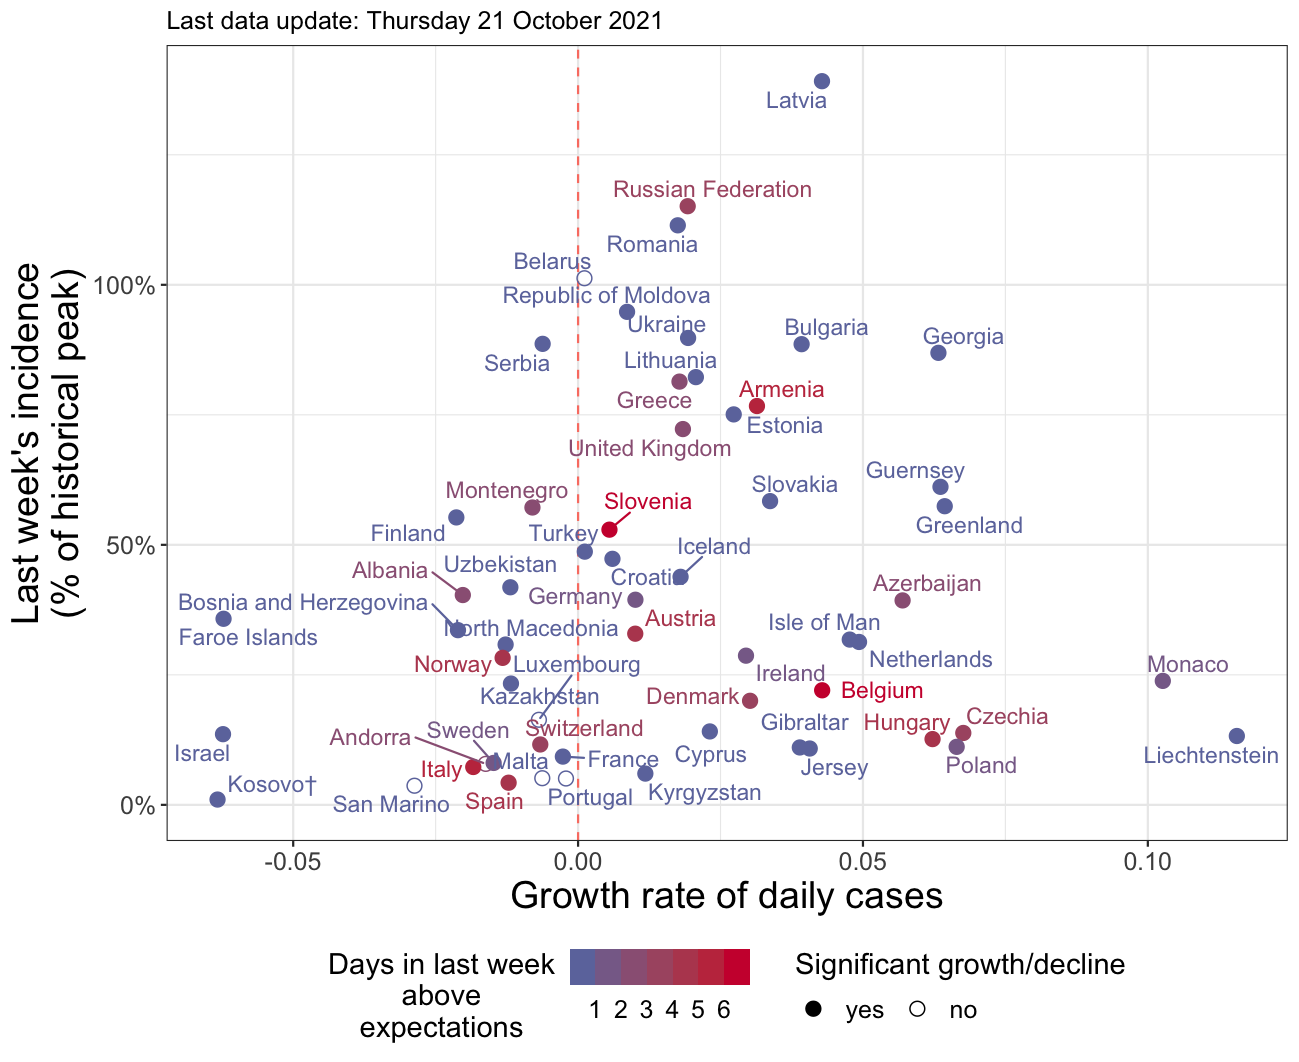 Last data update: Thursday 21 October 2021
Last week's incidence
(% of historical peak)
100%
50%
0%
Latvia
Russian Federation
Romania
Belarus
Republic of Moldova
Ukraine
Bulgaria
Georgia
Serbia
Lithuania
Armenia
Greece
Estonia
United Kingdom
Guernsey
Slovakia
Montenegro
Slovenia
Greenland
Finland
Turkey
Iceland
Uzbekistan
Albania
Croatia
Azerbaijan
Germany
Bosnia and Herzegovina
Austria
Isle of Man
North Macedonia
Faroe Islands
Netherlands
Norway
Luxembourg
Monaco
Ireland
Belgium
Kazakhstan
Denmark
Czechia
Gibraltar
Hungary
Switzerland
Sweden
Andorra
Israel
Cyprus
Liechtenstein
Malta
France
Poland
Jersey
Italy
Kosovo†
Kyrgyzstan
Portugal
Spain
San Marino
-0.05
0.00
0.05
0.10
Growth rate of daily cases
Days in last week
above
expectations
1 2 3 4 5 6
Significant growth/decline
yes
no